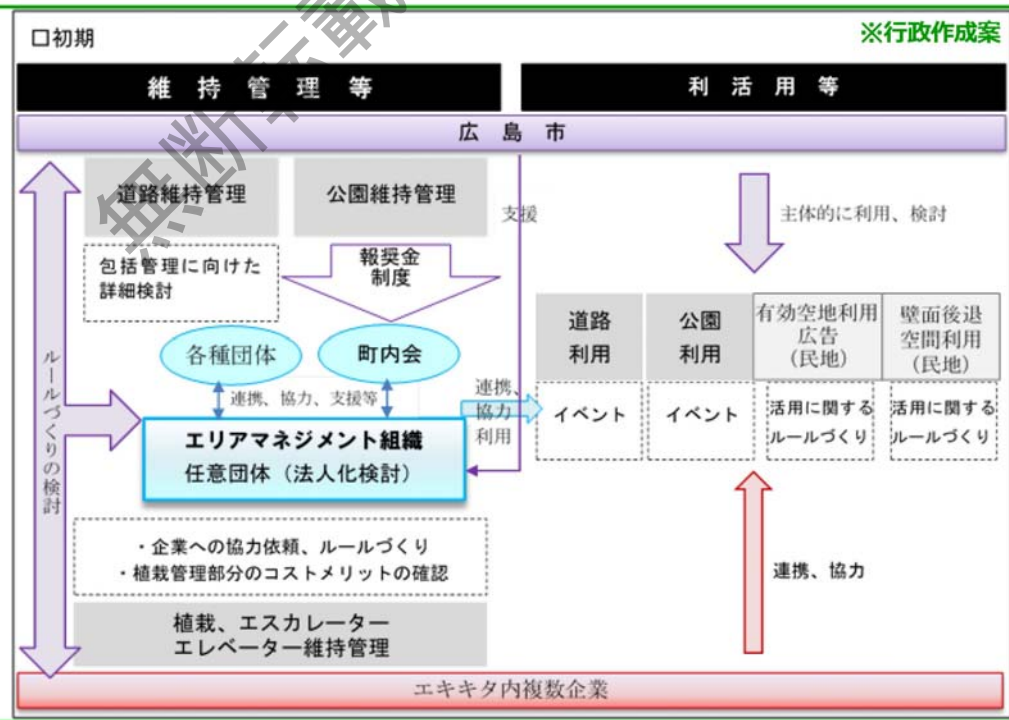 □初期
※行政作成案
維持管理等
利活用等
広島市
道路維持管理
公園維持管理
支援
主体的に利用、検討
包括管理に向けた
詳細検討
報奨金
制度
各種団体
町内会
連携、協力、支援等
エリアマネジメント組織
任意団体（法人化検討）
連携、
協力
利用
道路
利用
公園
利用
有効空地利用
広告
（民地）
壁面後退
空間利用
（民地）
イベント
イベント
活用に関する
ルールづくり
活用に関する
ルールづくり
ルールづくりの検討
・企業への協力依頼、ルールづくり
・植栽管理部分のコストメリットの確認
植栽、エスカレーター
エレベーター維持管理
連携、協力
エキキタ内複数企業
無断転載